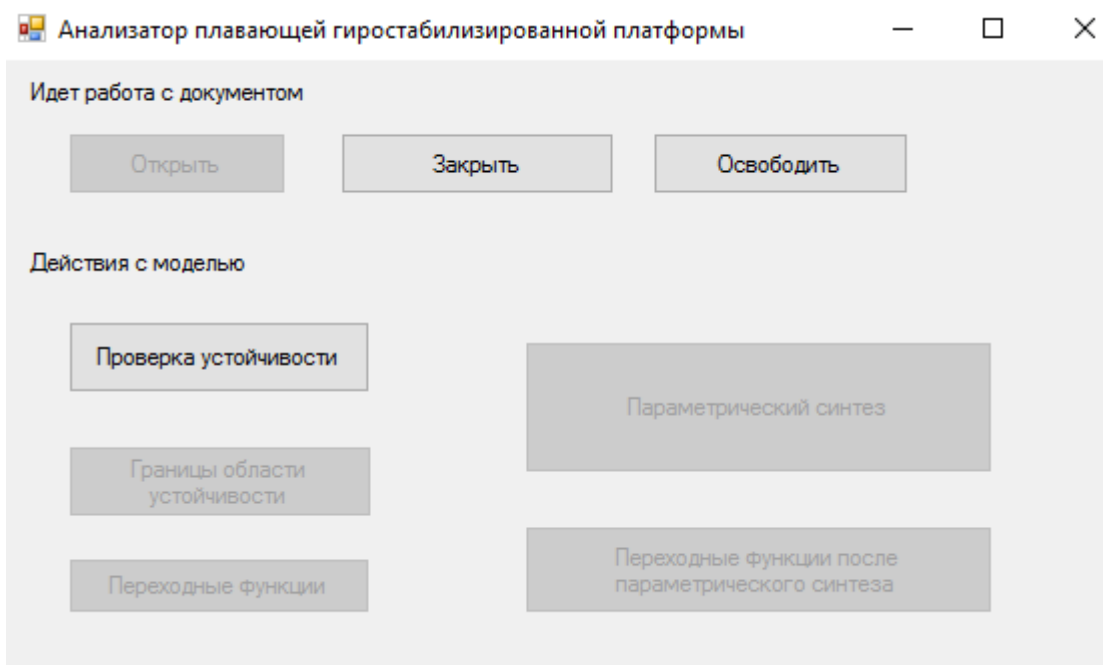 Анализатор плавающей гиростабилизированной платформы
Идет работа с документом
Открыть
Закрыть
Освободить
Действия с моделью
Проверка устойчивости
Параметрический синтез
Границы области
устойчивости
Переходные функции
Переходные функции после
параметрического синтеза